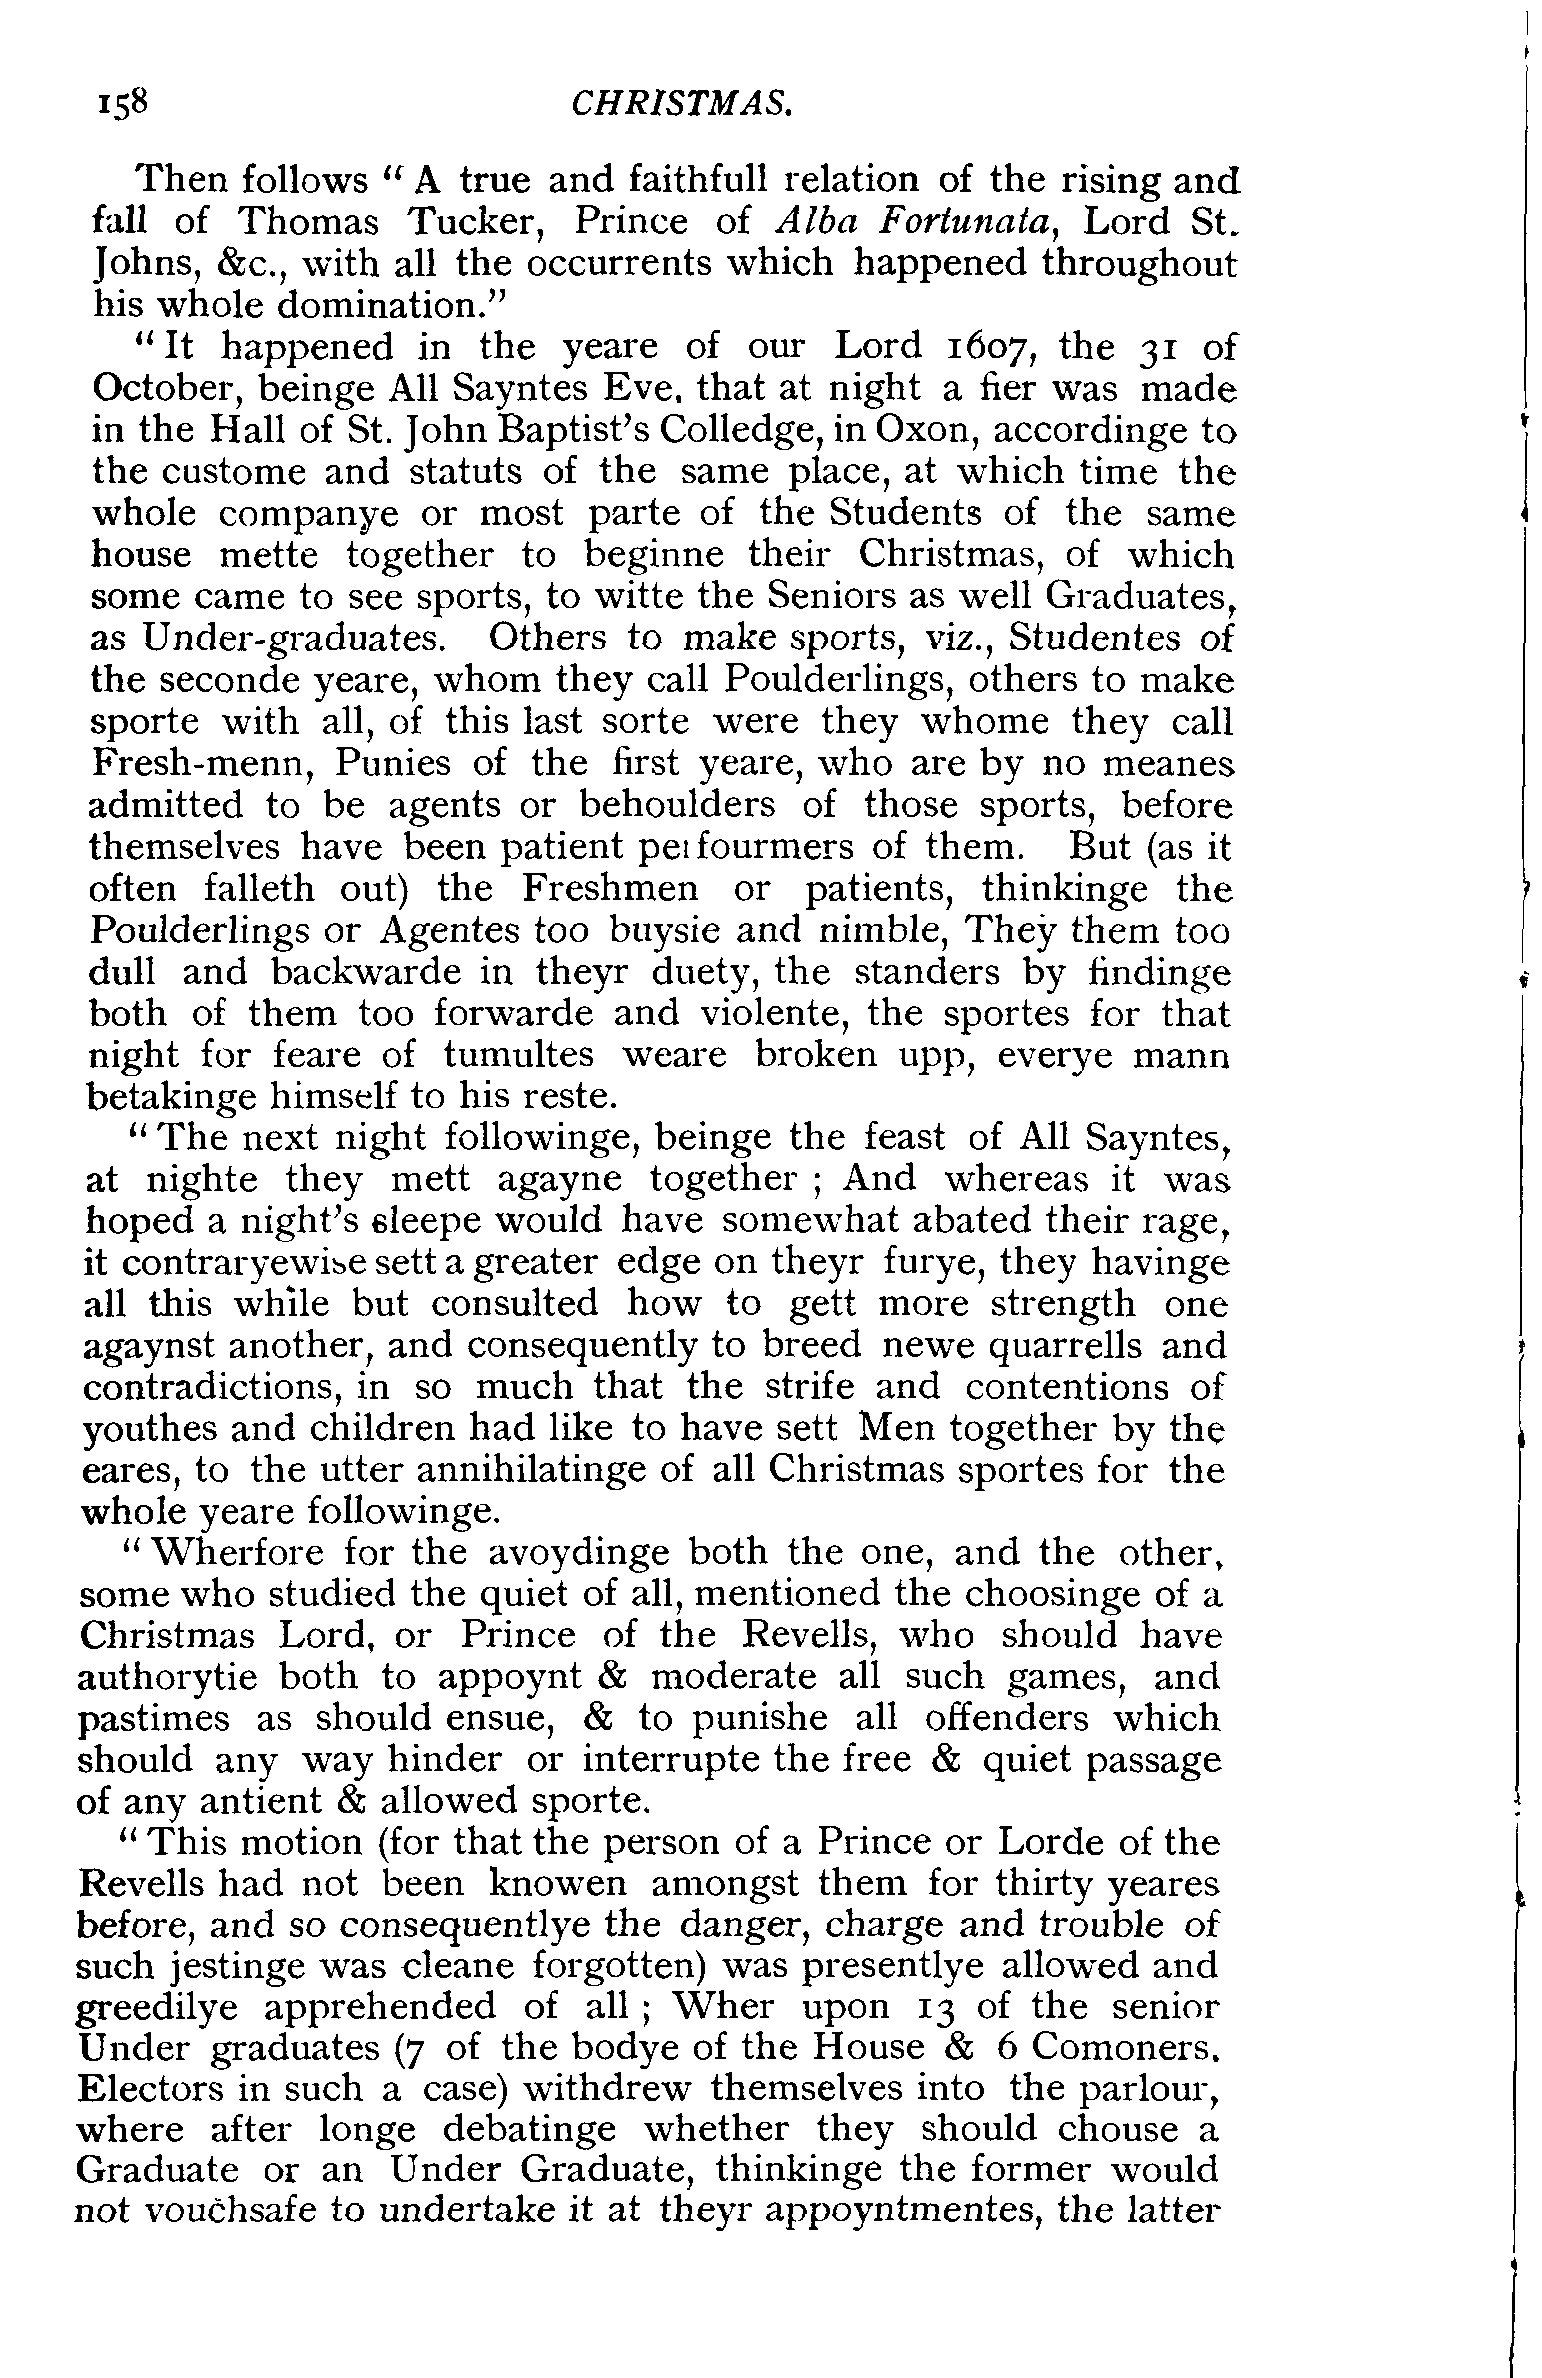 158 CHRISTMAS.
Then follows “ A true and faithfull relation of the rising and
fall of Thomas Tucker, Prince of Alba Fortunata, Lord St.
Johns, &c., with all the occurrents which happened throughout
his whole domination.”
“ It happened in the yeare of our Lord 1607, the 31 of
October, beinge All Sayntes Eve, that at night a fier was made
in the Hall of St. John Baptist’s Colledge, in Oxon, accordinge to
the custome and statuts of the same place, at which time the
whole companye or most parte of the Students of the same
house mette together to beginne their Christmas, of which
some came to see sports, to witte the Seniors as well Graduates,
as Under-graduates. Others to make sports, viz., Studentes of
the seconde yeare, whom they call Poulderlings, others to make
sporte with all, of this last sorte were they whome they call
Fresh-menn, Punies of the first yeare, who are by no meanes
admitted to be agents or behoulders of those sports, before
themselves have been patient perfourmers of them. But (as it
often falleth out) the Freshmen or patients, thinkinge the
Poulderlings or Agentes too buysie and nimble, They them too
dull and backwarde in theyr duety, the standers by findinge
both of them too forwarde and violente, the sportes for that
night for feare of tumultes weare broken upp, everye mann
betakinge himself to his reste.
“ The next night followinge, beinge the feast of All Sayntes,
at nighte they mett agayne together ; And whereas it was
hoped a night’s sleepe would have somewhat abated their rage,
it contraryewise sett a greater edge on theyr furye, they havinge
all this while but consulted how to gett more strength one
agaynst another, and consequently to breed newe quarrells and
contradictions, in so much that the strife and contentions of
youthes and children had like to have sett Men together by the
eares, to the utter annihilatinge of all Christmas sportes for the
whole yeare followinge.
“ Wherfore for the avoydinge both the one, and the other,
some who studied the quiet of all, mentioned the choosinge of a
Christmas Lord, or Prince of the Revells, who should have
authorytie both to appoynt & moderate all such games, and
pastimes as should ensue, & to punishe all offenders which
should any way hinder or interrupte the free & quiet passage
of any antient & allowed sporte.
“ This motion (for that the person of a Prince or Lorde of the
Revells had not been knowen amongst them for thirty yeares
before, and so consequentlye the danger, charge and trouble of
such jestinge was cleane forgotten) was presentlye allowed and
greedilye apprehended of all ; Wher upon 13 of the senior
Under graduates (7 of the bodye of the House & 6 Comoners.
Electors in such a case) withdrew themselves into the parlour,
where after longe debatinge whether they should chouse a
Graduate or an Under Graduate, thinkinge the former would
not vouchsafe to undertake it at theyr appoyntmentes, the latter